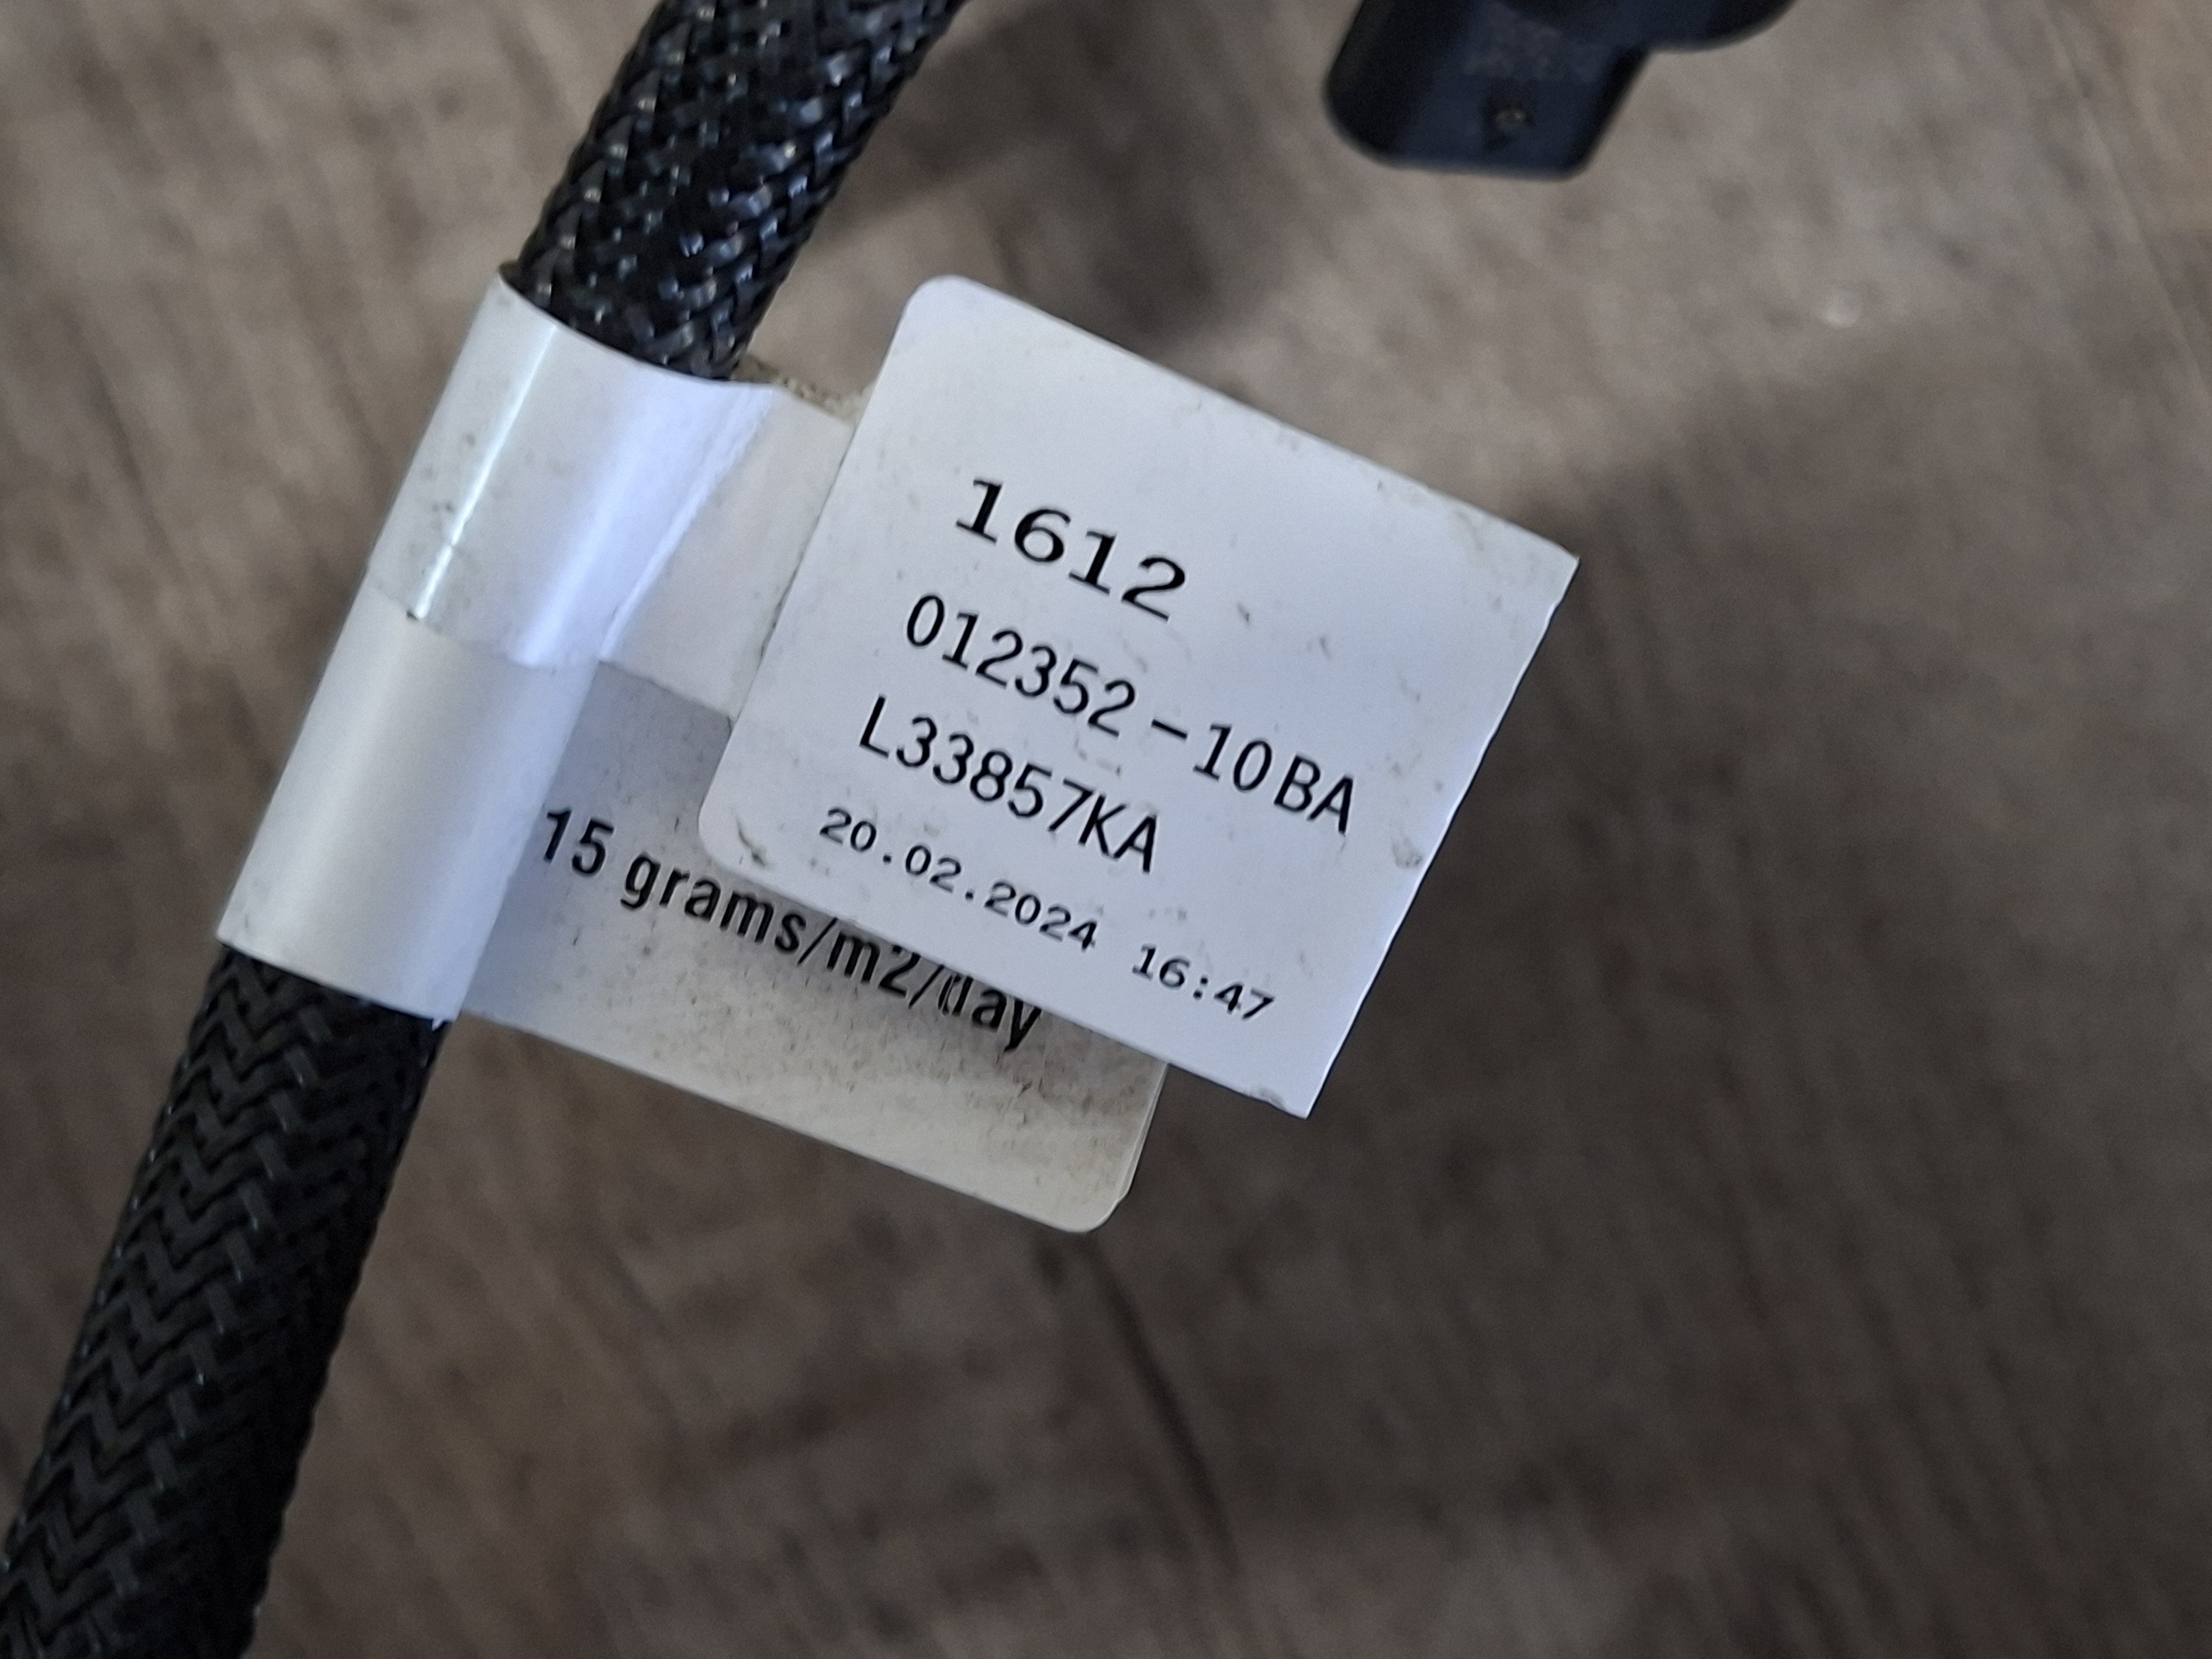 1612
012352-10BA
L33857KA
20.02.2024 16:47
15 grams/m2/day